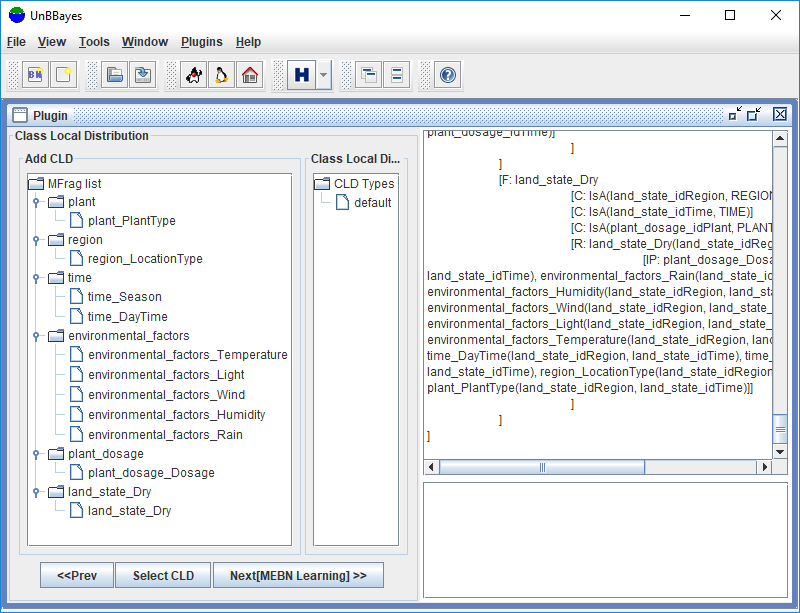 UnBBayes
File View Tools Window Plugins Help
BN
H
Plugin
Class Local Distribution
Add CLD
MFrag list
plant
plant_PlantType
region
region_LocationType
time
time_Season
time_DayTime
environmental_factors
environmental_factors_Temperature
environmental_factors_Light
environmental_factors_Wind
environmental_factors_Humidity
environmental_factors_Rain
plant_dosage
plant_dosage_Dosage
land_state_Dry
land_state_Dry
Class Local Di...
CLD Types
default
plant_dosage_idTime)]
]
]
[F: land_state_Dry
[C: IsA(land_state_idRegion, REGION
[C: IsA(land_state_idTime, TIME)]
[C: IsA(plant_dosage_idPlant, PLANT
[R: land_state_Dry(land_state_idReg
[IP: plant_dosage_Dosa
land_state_idTime), environmental_factors_Rain(land_state_id
environmental_factors_Humidity(land_state_idRegion, land_sta
environmental_factors_Wind(land_state_idRegion, land_state_
environmental_factors_Light(land_state_idRegion, land_state_
environmental_factors_Temperature(land_state_idRegion, land
time_DayTime(land_state_idRegion, land_state_idTime), time_
land_state_idTime), region_LocationType(land_state_idRegion
plant_PlantType(land_state_idRegion, land_state_idTime)]]
]
]
]
<<Prev Select CLD Next[MEBN Learning] >>